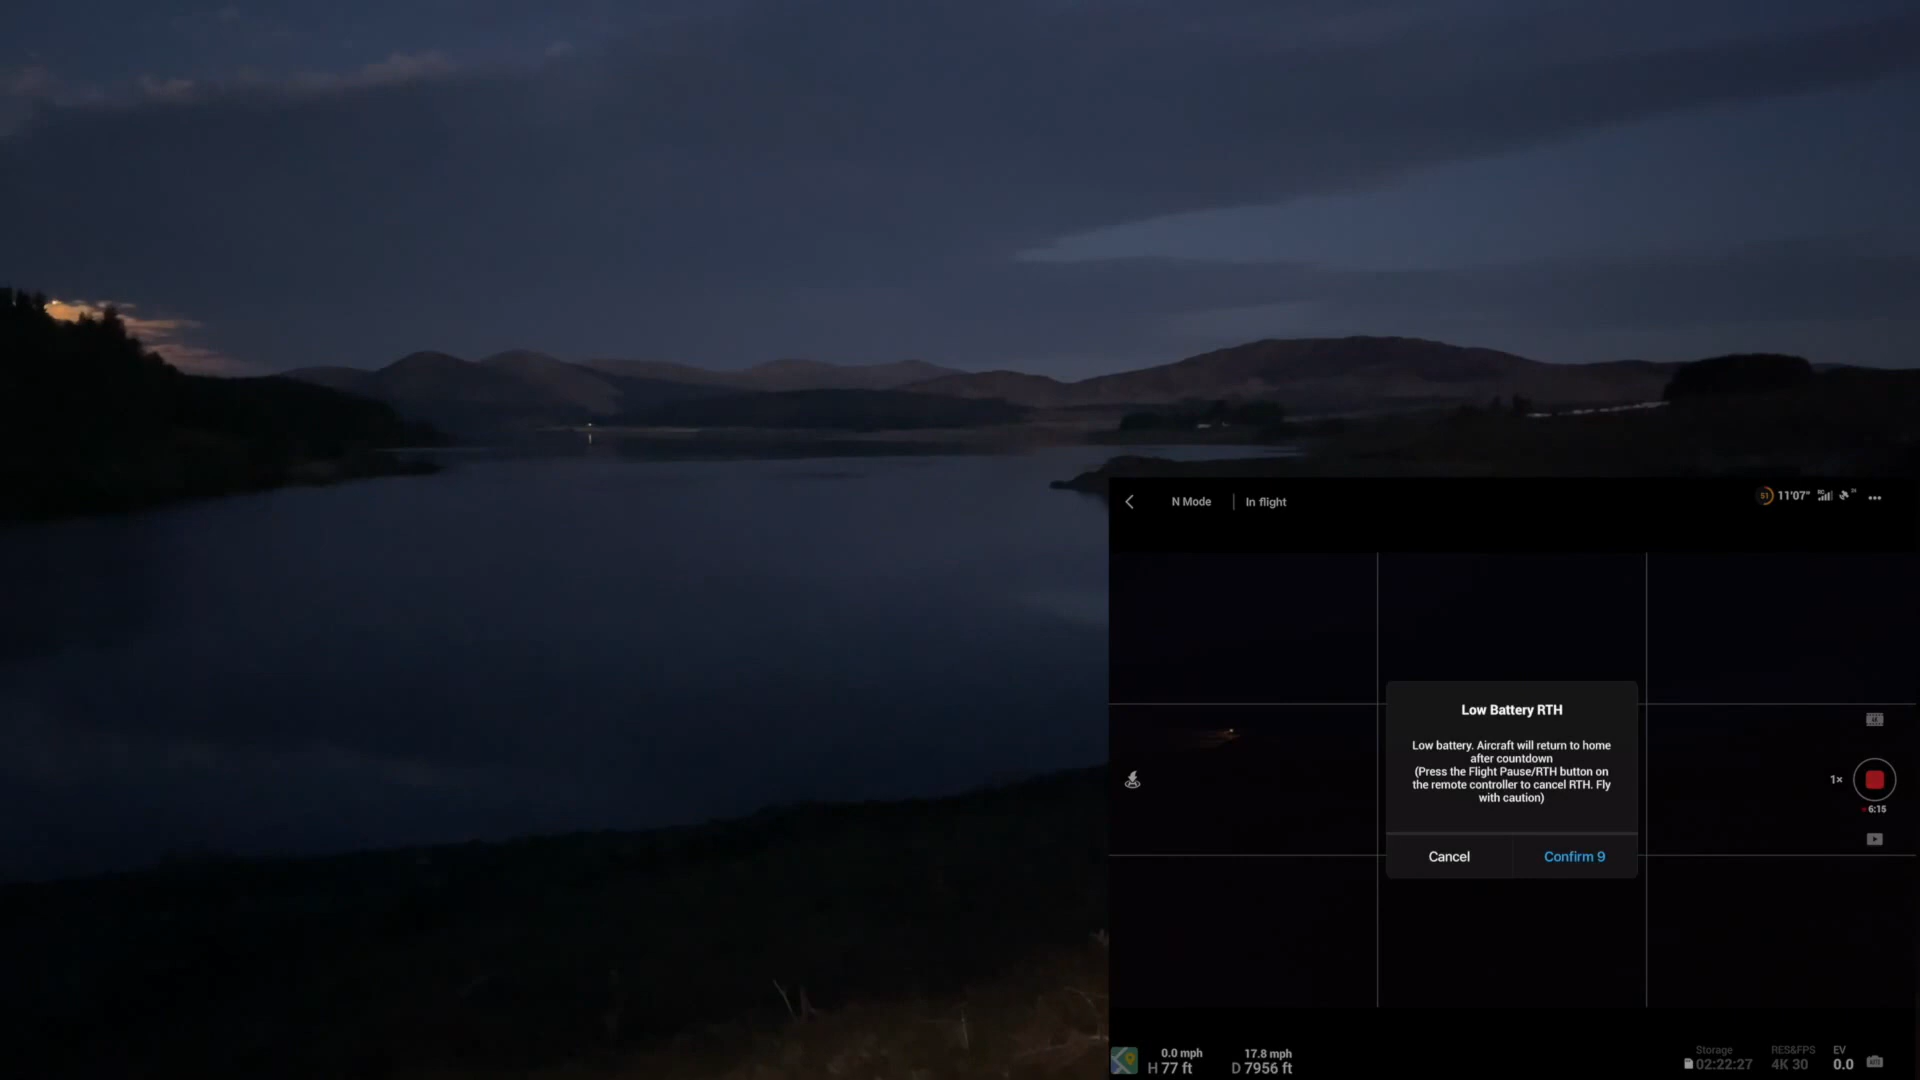 N Mode
In flight
51
11'07"
Low Battery RTH
Low battery. Aircraft will return to home
after countdown
(Press the Flight Pause/RTH button on
the remote controller to cancel RTH. Fly
with caution)
Cancel
Confirm 9
1×
6:15
0.0 mph
17.8 mph
H 77 ft
D 7956 ft
Storage
RES&FPS
EV
02:22:27
4K 30
0.0